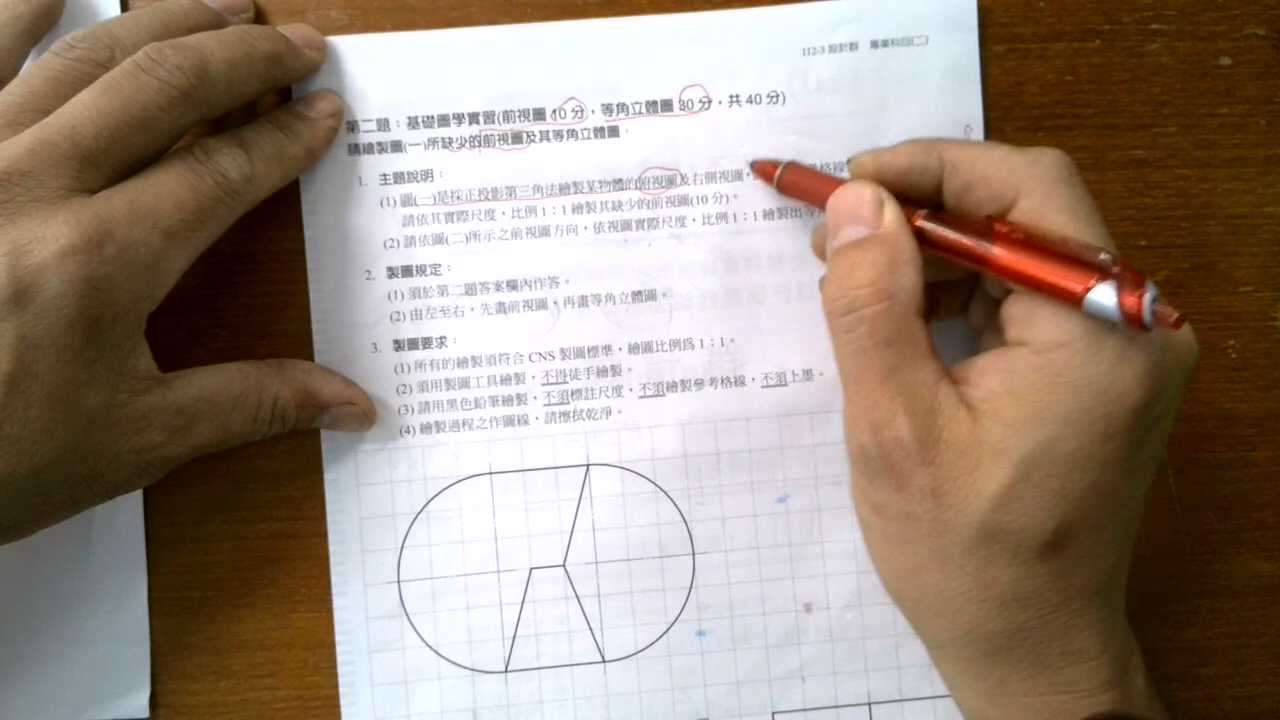 112-3 設計群 專業科目(二)
第二題：基礎圖學實習(前視圖 10 分，等角立體圖 30 分，共 40 分)
請繪製圖(一)所缺少的前視圖及其等角立體圖。
1. 主題說明：
(1) 圖(一)是採正投影第三角法繪製某物體的俯視圖及右側視圖，
請依其實際尺度，比例 1：1 繪製其缺少的前視圖(10 分)。
(2) 請依圖(二)所示之前視圖方向，依視圖實際尺度，比例 1：1 繪製出等
2. 製圖規定：
(1) 須於第二題答案欄內作答。
(2) 由左至右，先畫前視圖，再畫等角立體圖。
3. 製圖要求：
(1) 所有的繪製須符合 CNS 製圖標準，繪圖比例為 1：1。
(2) 須用製圖工具繪製，不得徒手繪製。
(3) 請用黑色鉛筆繪製，不須標註尺度，不須繪製參考格線，不須上墨。
(4) 繪製過程之作圖線，請擦拭乾淨。